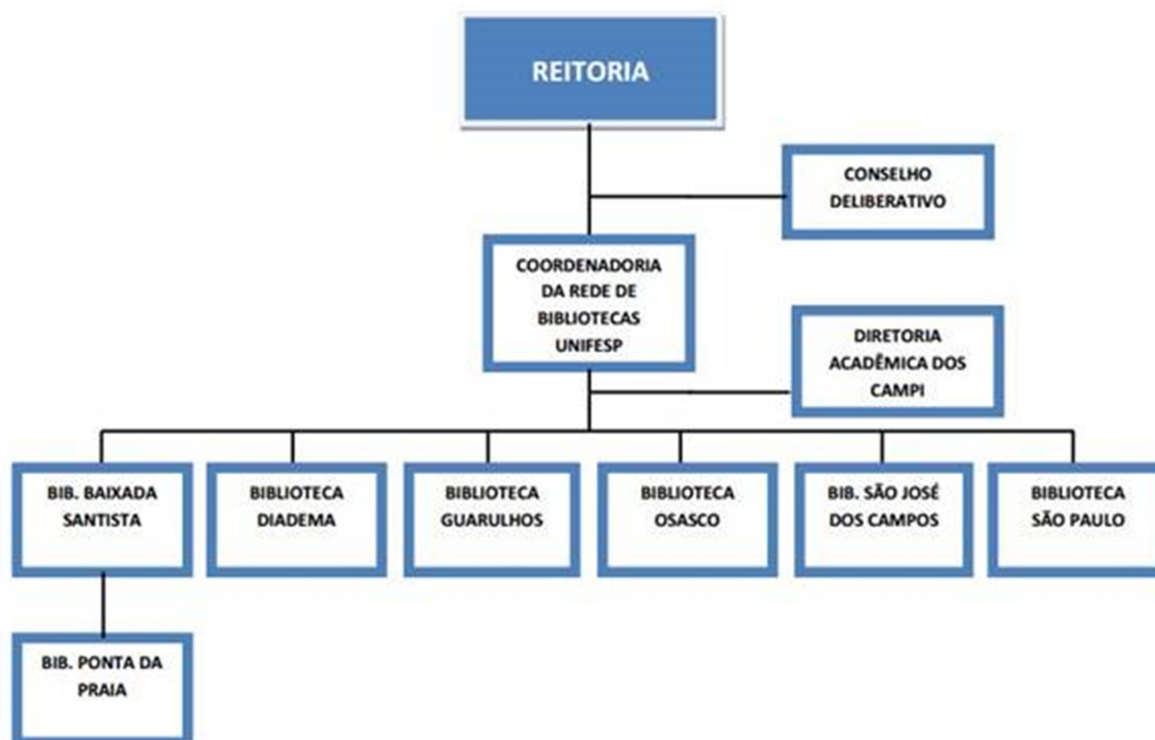 REITORIA
CONSELHO
DELIBERATIVO
COORDENADORIA
DA REDE DE
BIBLIOTECAS
UNIFESP
DIRETORIA
ACADÊMICA DOS
CAMPI
BIB. BAIXADA
SANTISTA
BIBLIOTECA
DIADEMA
BIBLIOTECA
GUARULHOS
BIBLIOTECA
OSASCO
BIB. SÃO JOSÉ
DOS CAMPOS
BIBLIOTECA
SÃO PAULO
BIB. PONTA DA
PRAIA